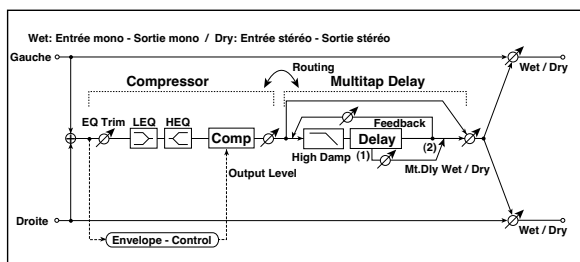 Wet: Entrée mono - Sortie mono / Dry: Entrée stéréo - Sortie stéréo
Gauche
Wet / Dry
Routing
Compressor
Multitap Delay
EQ Trim
LEQ
HEQ
Feedback
Comp
Delay
High Damp
(1)
(2)
Output Level
Mt.Dly Wet / Dry
Droite
Wet / Dry
Envelope - Control